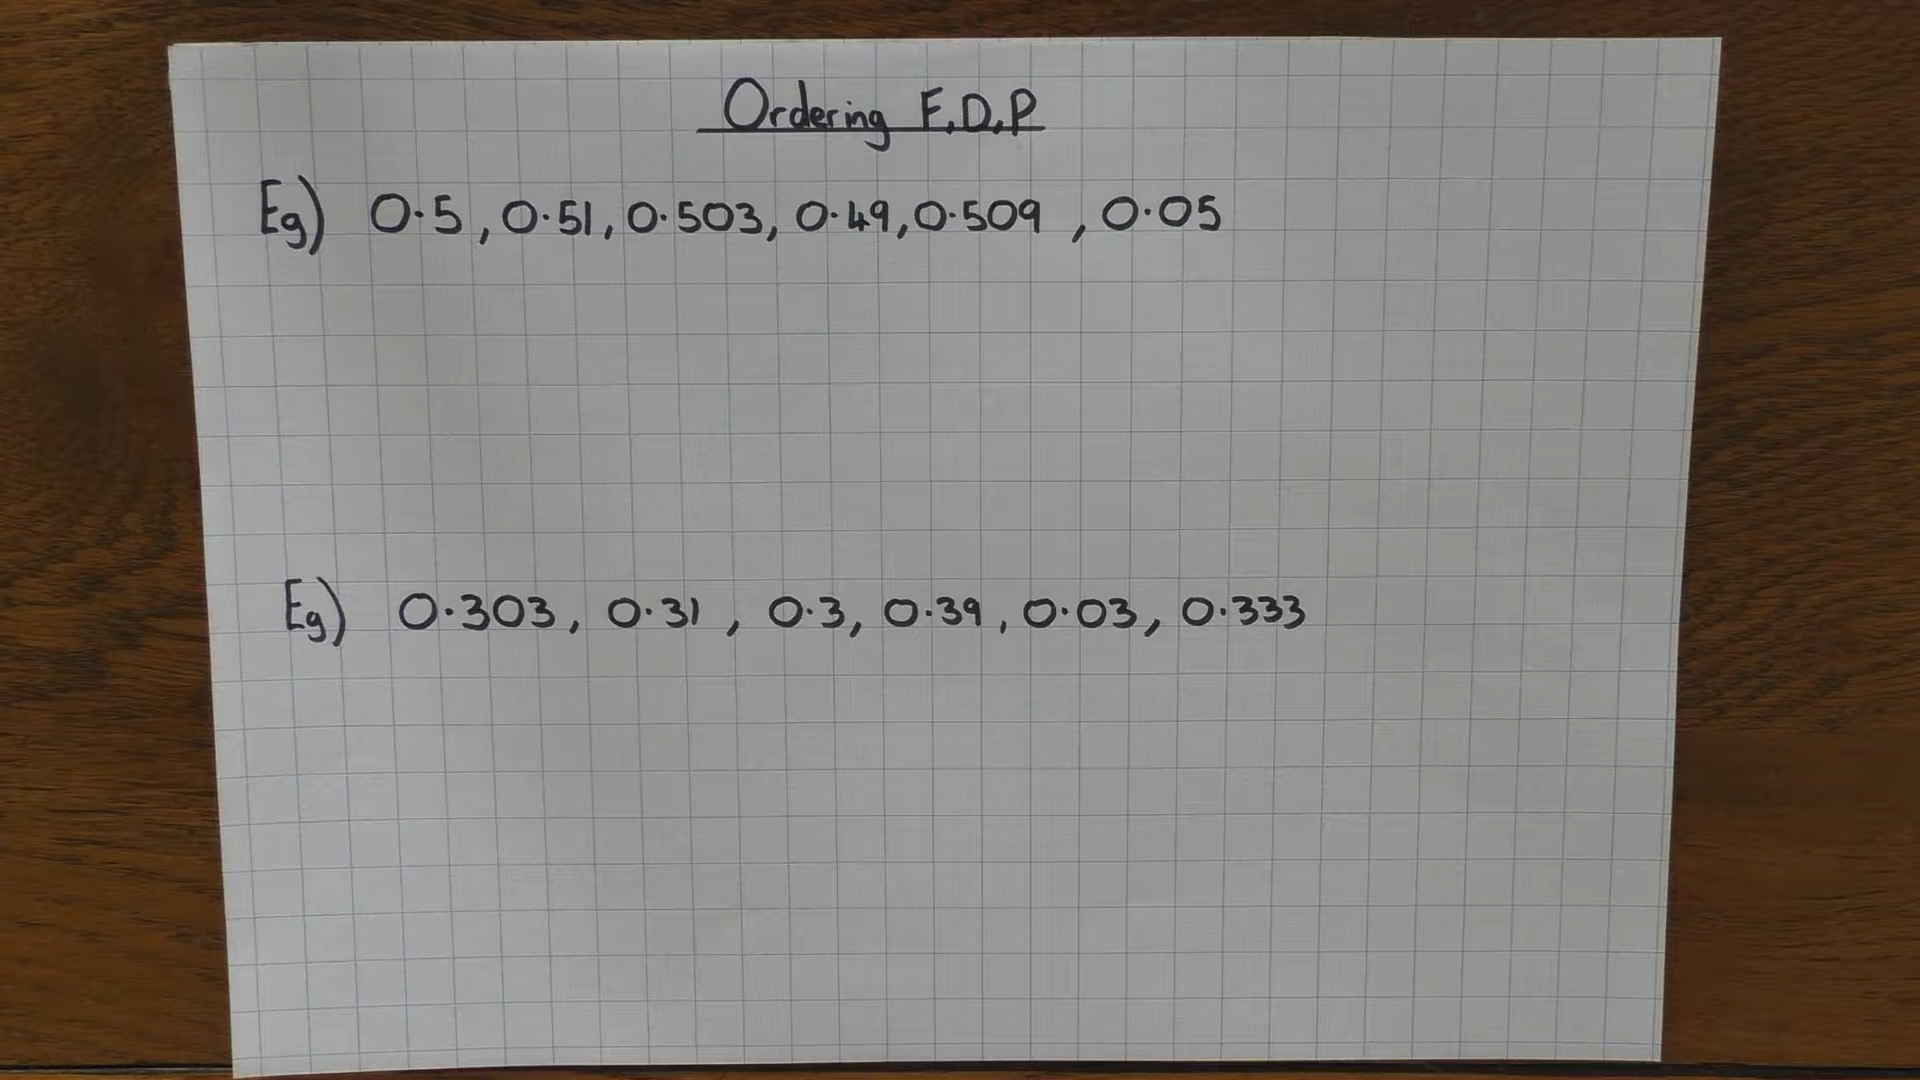 Ordering F.D.P
Eg) 0·5, 0·51, 0·503, 0·49, 0·509, 0·05
Eg) 0·303, 0·31, 0·3, 0·39, 0·03, 0·333